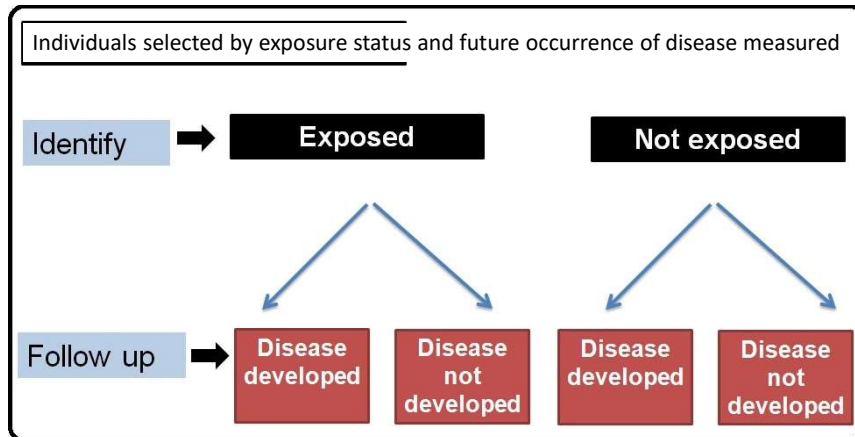 Individuals selected by exposure status and future occurrence of disease measured
Identify
Exposed
Not exposed
Follow up
Disease
developed
Disease
not
developed
Disease
developed
Disease
not
developed